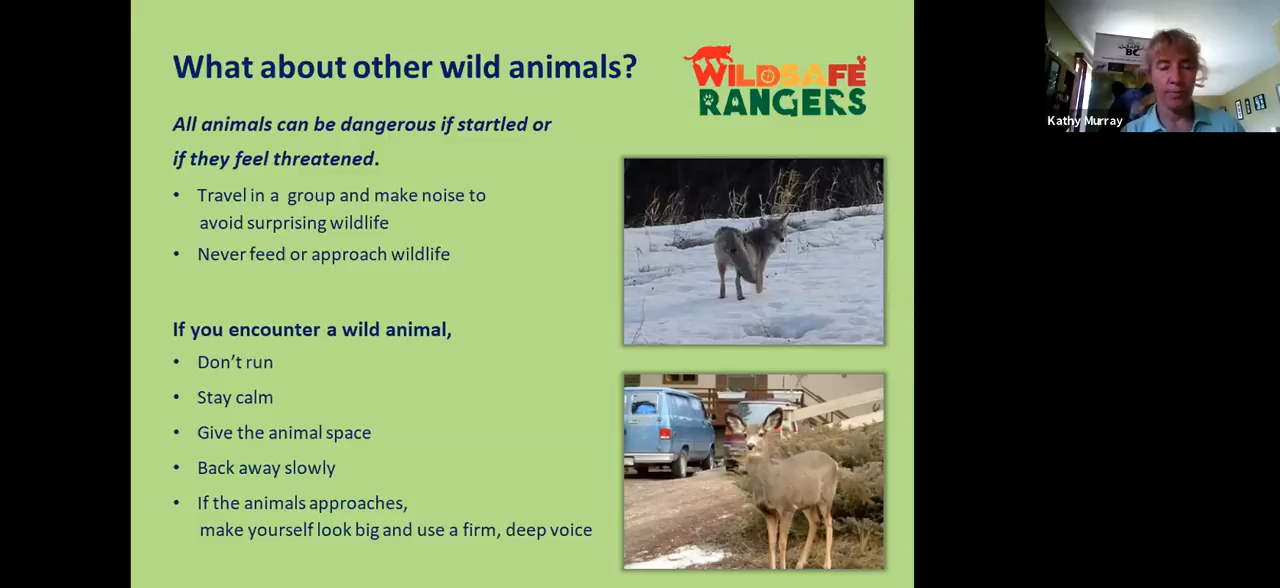 What about other wild animals?
WILDSAFE
RANGERS
All animals can be dangerous if startled or
if they feel threatened.
• Travel in a  group and make noise to
avoid surprising wildlife
• Never feed or approach wildlife
If you encounter a wild animal,
• Don’t run
• Stay calm
• Give the animal space
• Back away slowly
• If the animals approaches,
make yourself look big and use a firm, deep voice
BC
Kathy Murray